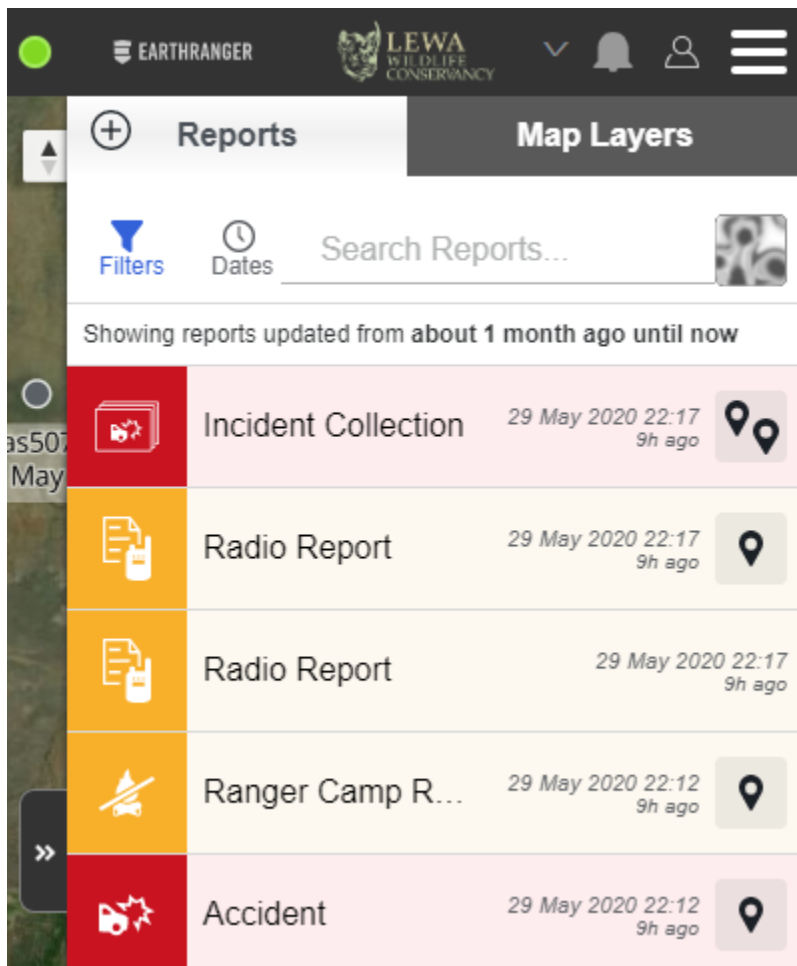 EARTHRANGER
LEWA
WILDLIFE
CONSERVANCY
Reports
Map Layers
Filters
Dates
Search Reports...
Showing reports updated from about 1 month ago until now
Incident Collection
29 May 2020 22:17
9h ago
as507
May
Radio Report
29 May 2020 22:17
9h ago
Radio Report
29 May 2020 22:17
9h ago
Ranger Camp R...
29 May 2020 22:12
9h ago
Accident
29 May 2020 22:12
9h ago